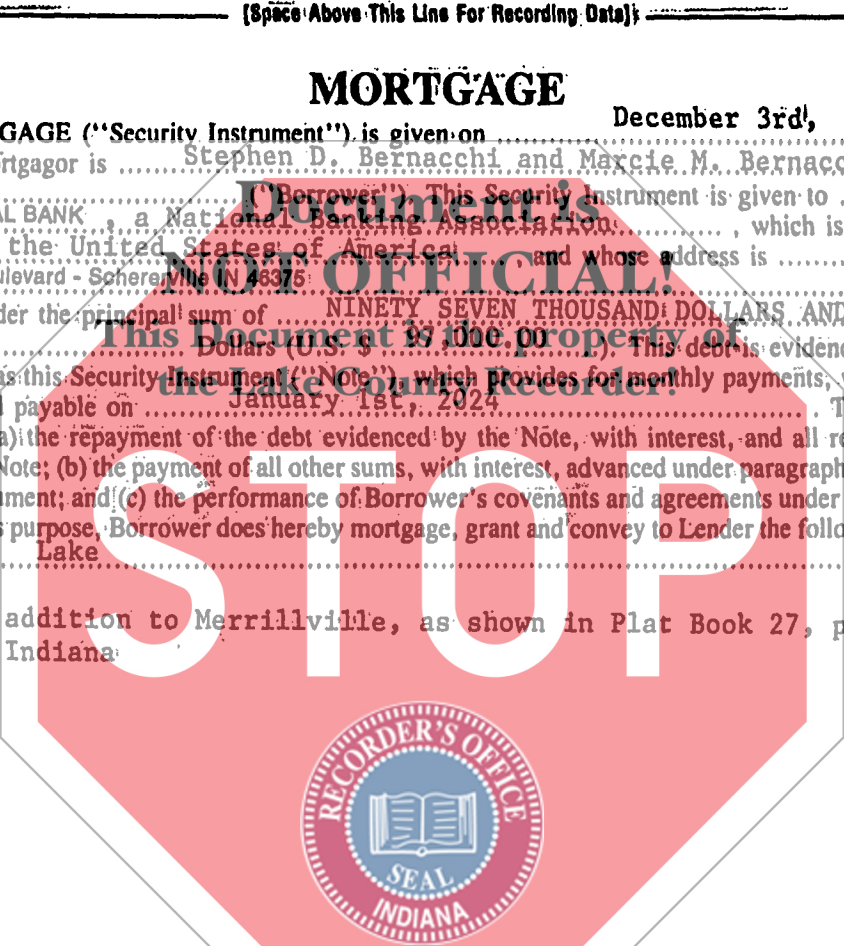 [Space Above This Line For Recording Data]
MORTGAGE
GAGE ("Security Instrument") is given on .......... December 3rd,
rtgagor is ...... Stephen D. Bernacchi and Marcie M. Bernacc
("Borrower"). This Security Instrument is given to
AL BANK , a National Banking Association , which is
the United States of America and whose address is
ulevard - Schererville IN 46375
der the principal sum of NINETY SEVEN THOUSAND DOLLARS AND
Dollars (U.S. $ 97,000.00 ). This debt is eviden
as this Security Instrument ("Note"), which provides for monthly payments,
payable on January 1st, 2024 . T
a) the repayment of the debt evidenced by the Note, with interest, and all re
Note; (b) the payment of all other sums, with interest, advanced under paragraph
ment; and (c) the performance of Borrower's covenants and agreements under
s purpose, Borrower does hereby mortgage, grant and convey to Lender the follo
Lake
addition to Merrillville, as shown in Plat Book 27, p
Indiana
Document is
NOT OFFICIAL!
This Document is the property of
the Lake County Recorder!
STOP
RECORDER'S OFFICE
SEAL
INDIANA